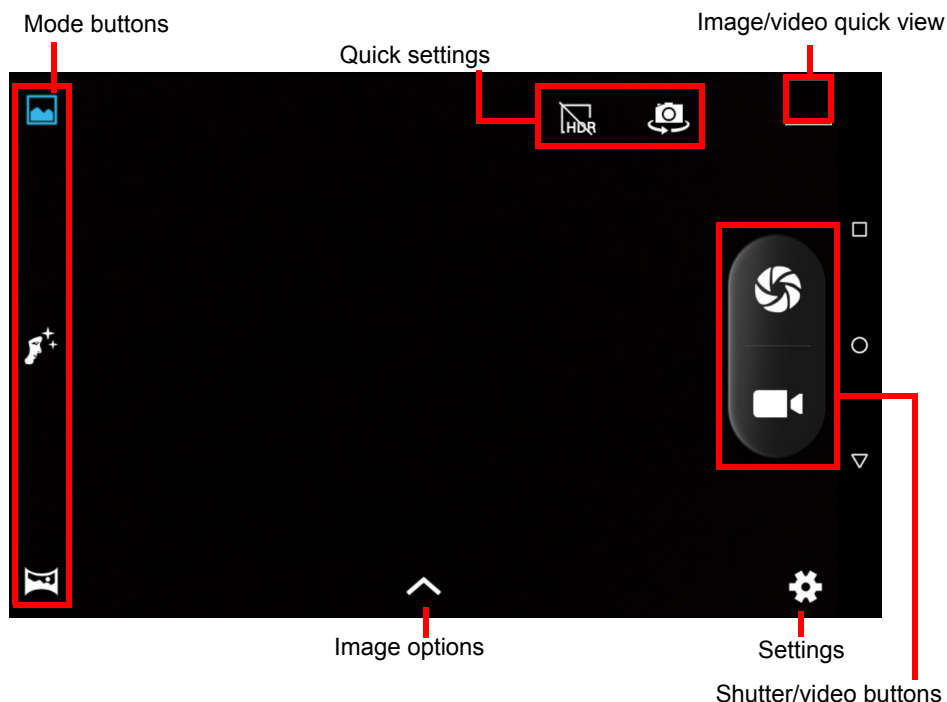 Mode buttons
Image/video quick view
Quick settings
HDR
Image options
Settings
Shutter/video buttons